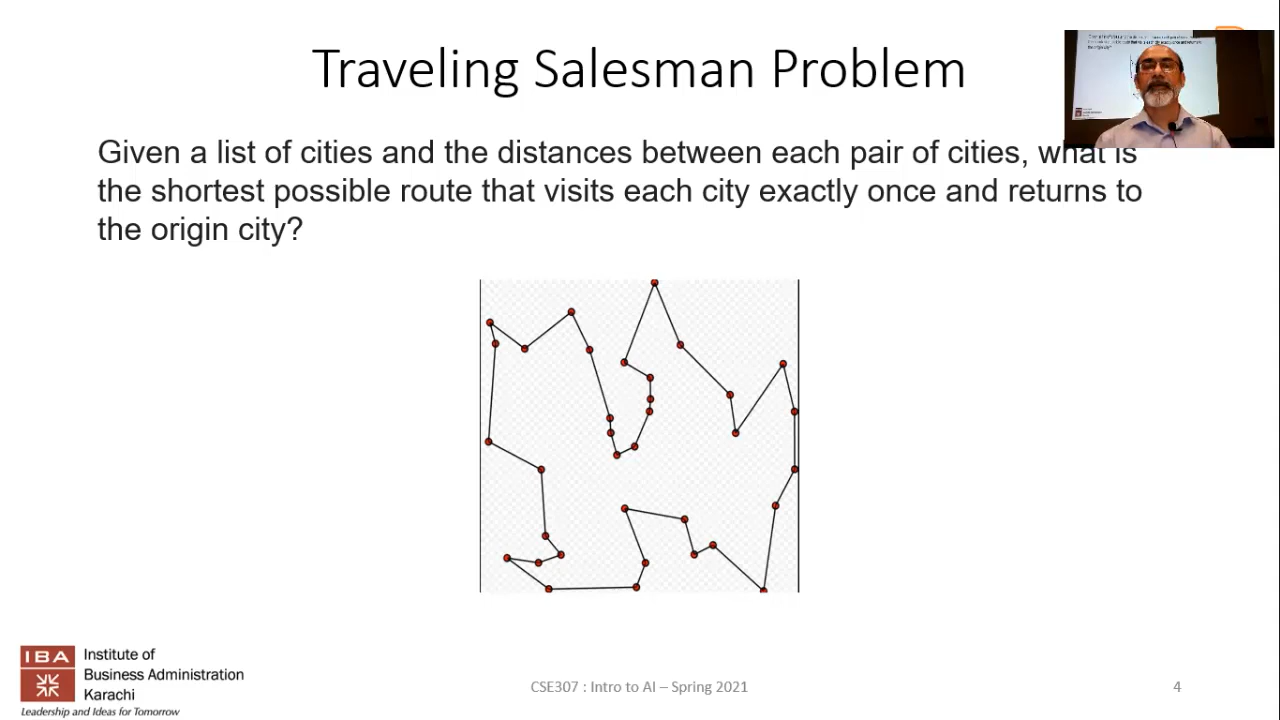 Traveling Salesman Problem
Given a list of cities and the distances between each pair of cities, what is
the shortest possible route that visits each city exactly once and returns to
the origin city?
IBA
Institute of
Business Administration
Karachi
Leadership and Ideas for Tomorrow
CSE307 : Intro to AI – Spring 2021
4